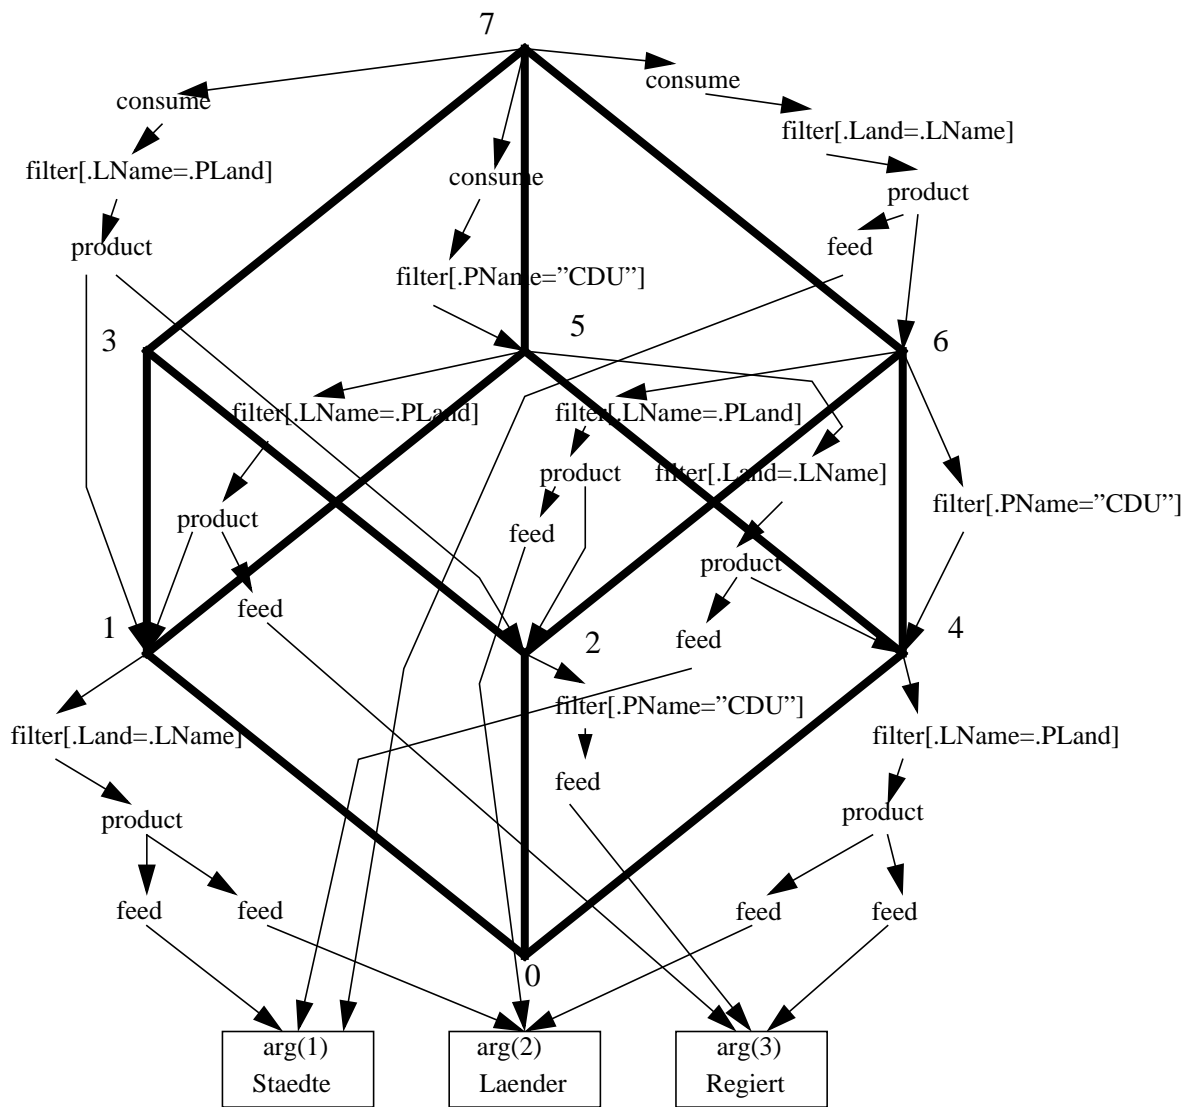 7
consume
consume
filter[.Land=.LName]
filter[.LName=.PLand]
consume
product
product
feed
filter[.PName=”CDU”]
3
5
6
filter[.LName=.PLand]
filter[.LName=.PLand]
product
filter[.Land=.LName]
filter[.PName=”CDU”]
product
feed
product
feed
1
2
4
feed
filter[.PName=”CDU”]
filter[.Land=.LName]
filter[.LName=.PLand]
feed
product
product
feed
feed
feed
feed
0
arg(1)
Staedte
arg(2)
Laender
arg(3)
Regiert